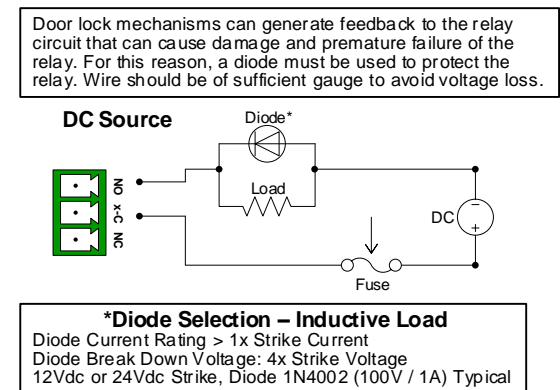 Door lock mechanisms can generate feedback to the relay
circuit that can cause damage and premature failure of the
relay. For this reason, a diode must be used to protect the
relay. Wire should be of sufficient gauge to avoid voltage loss.
DC Source
Diode*
Load
NO
x-C
NC
DC
−
+
Fuse
*Diode Selection – Inductive Load
Diode Current Rating > 1x Strike Current
Diode Break Down Voltage: 4x Strike Voltage
12Vdc or 24Vdc Strike, Diode 1N4002 (100V / 1A) Typical